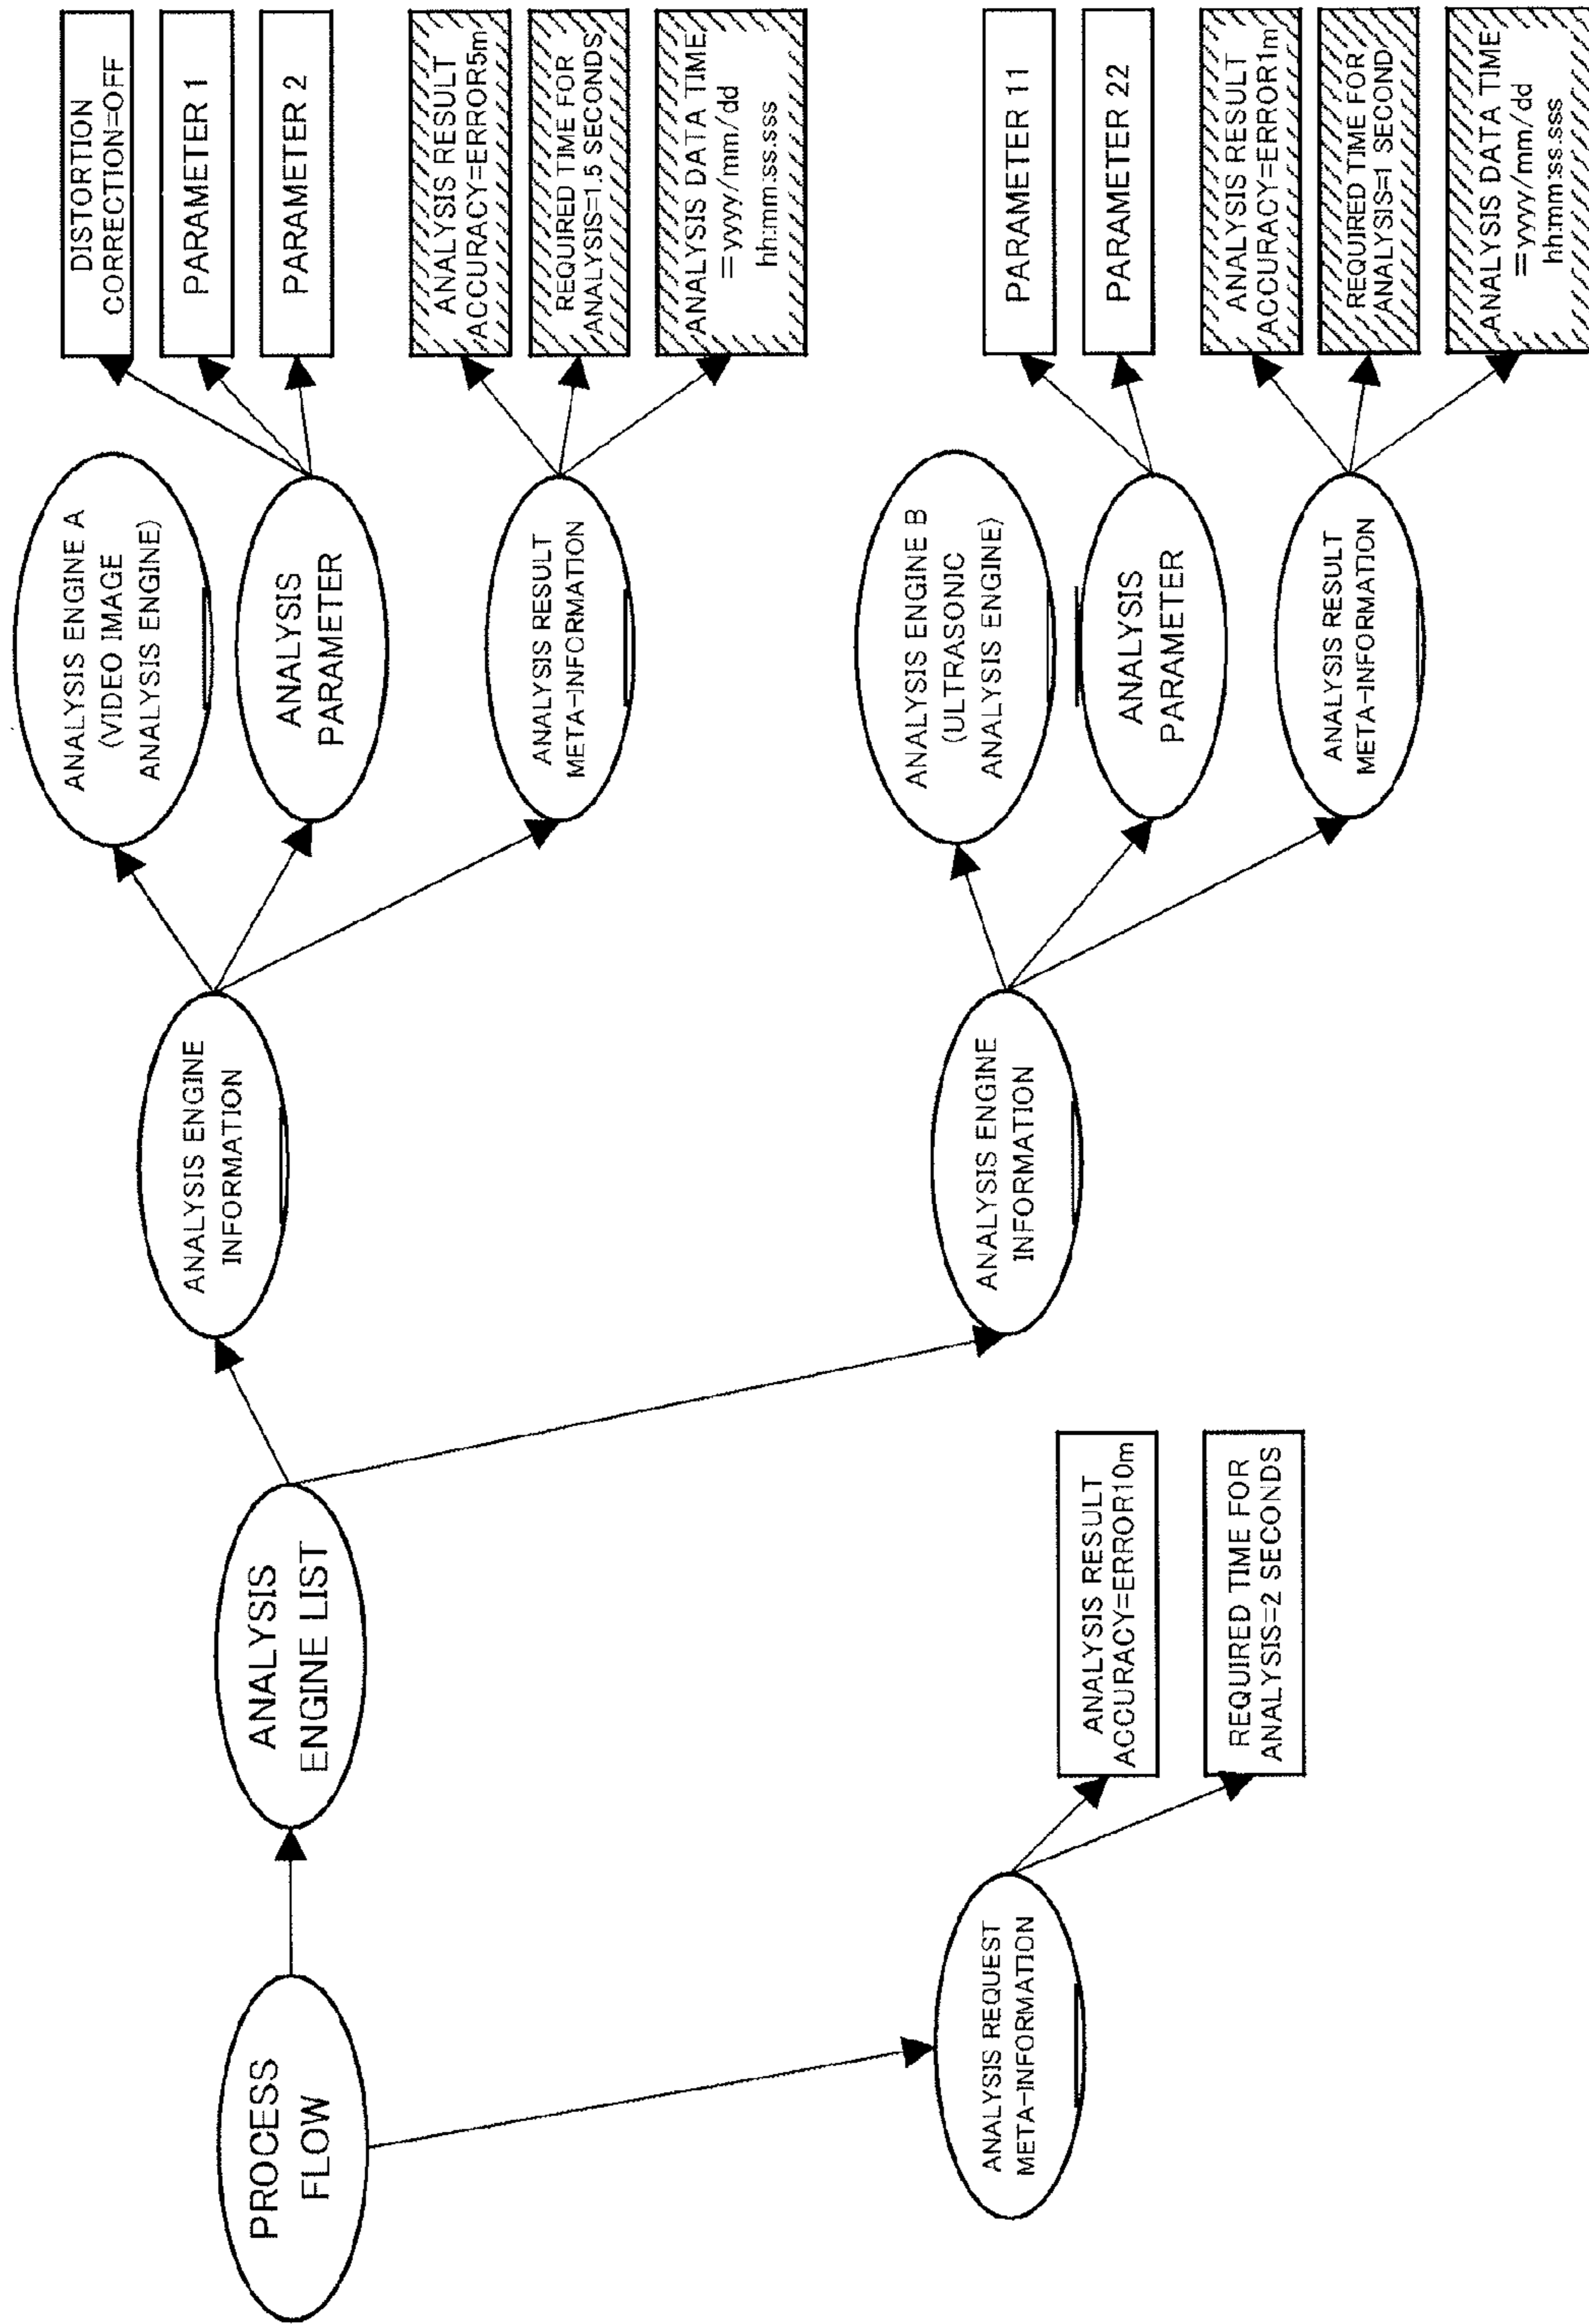 PROCESS
FLOW
ANALYSIS
ENGINE LIST
ANALYSIS REQUEST
META-INFORMATION
ANALYSIS RESULT
ACCURACY=ERROR10m
REQUIRED TIME FOR
ANALYSIS=2 SECONDS
ANALYSIS ENGINE
INFORMATION
ANALYSIS ENGINE A
(VIDEO IMAGE
ANALYSIS ENGINE)
ANALYSIS
PARAMETER
DISTORTION
CORRECTION=OFF
PARAMETER 1
PARAMETER 2
ANALYSIS RESULT
META-INFORMATION
ANALYSIS RESULT
ACCURACY=ERROR5m
REQUIRED TIME FOR
ANALYSIS=1.5 SECONDS
ANALYSIS DATA TIME
=yyyy/mm/dd
hh:mm:ss.sss
ANALYSIS ENGINE
INFORMATION
ANALYSIS ENGINE B
(ULTRASONIC
ANALYSIS ENGINE)
ANALYSIS
PARAMETER
PARAMETER 11
PARAMETER 22
ANALYSIS RESULT
META-INFORMATION
ANALYSIS RESULT
ACCURACY=ERROR1m
REQUIRED TIME FOR
ANALYSIS=1 SECOND
ANALYSIS DATA TIME
=yyyy/mm/dd
hh:mm:ss.sss